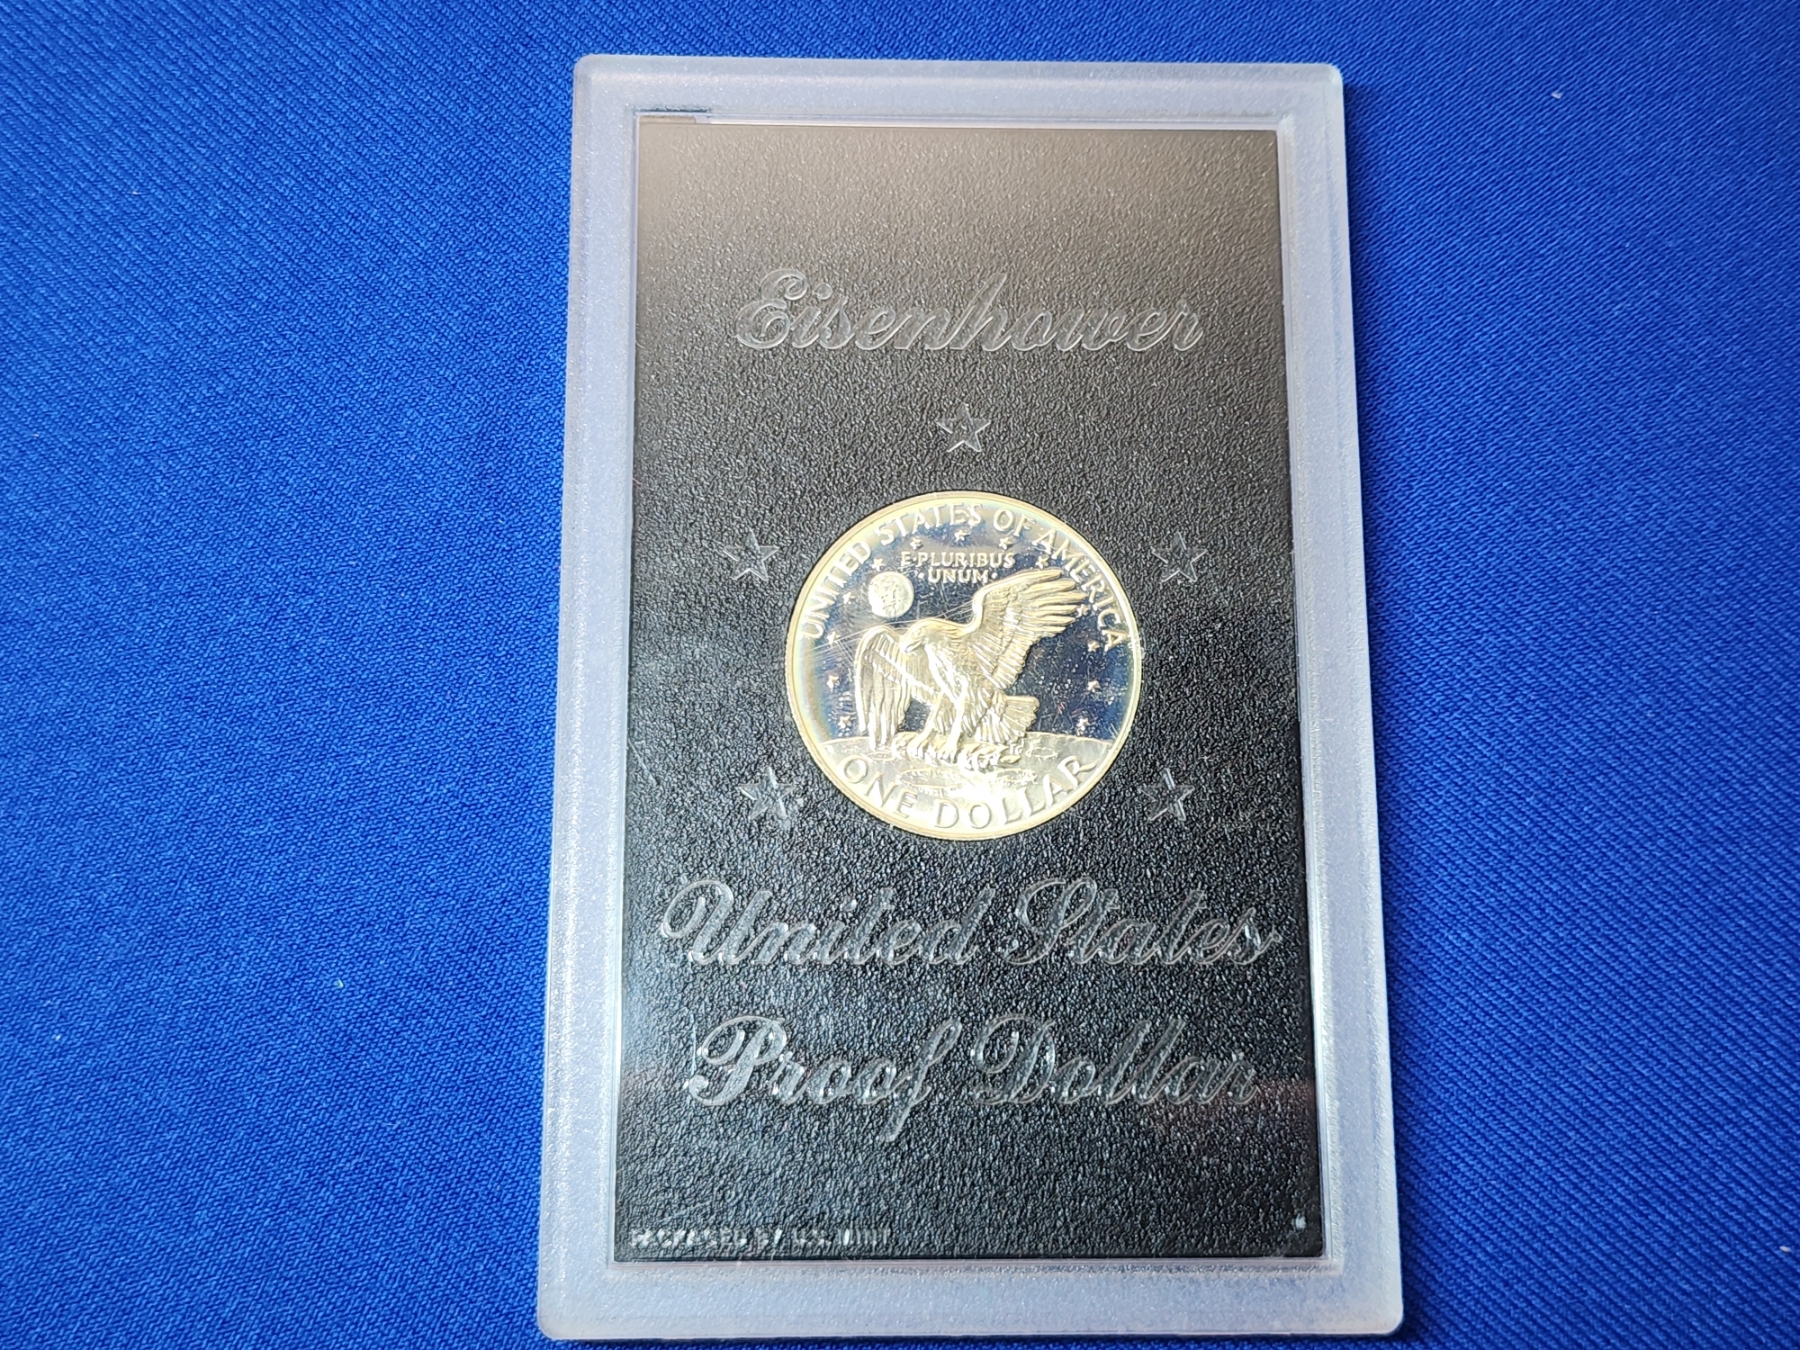 Eisenhower
UNITED STATES OF AMERICA
E·PLURIBUS
·UNUM·
ONE DOLLAR
United States
Proof Dollar
PACKAGED BY U.S. MINT